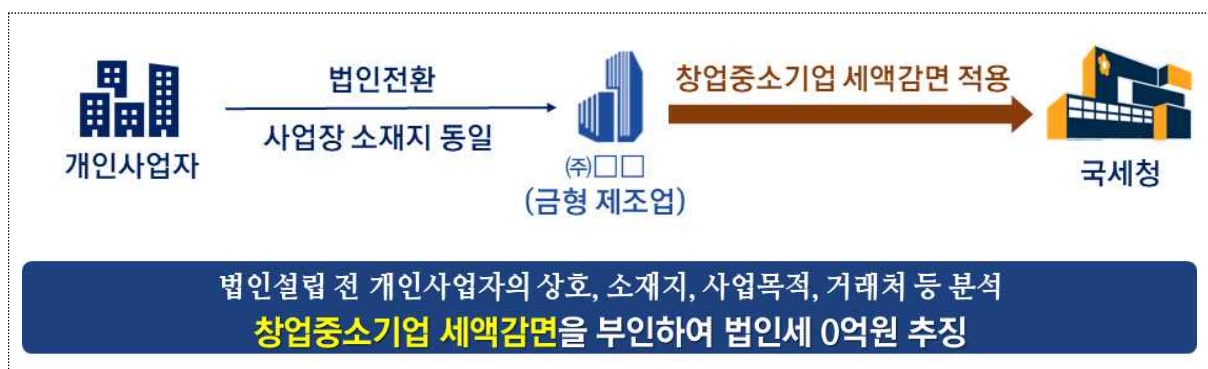 법인전환
창업중소기업 세액감면 적용
사업장 소재지 동일
개인사업자
㈜□□
(금형 제조업)
국세청
법인설립 전 개인사업자의 상호, 소재지, 사업목적, 거래처 등 분석
창업중소기업 세액감면을 부인하여 법인세 0억원 추징